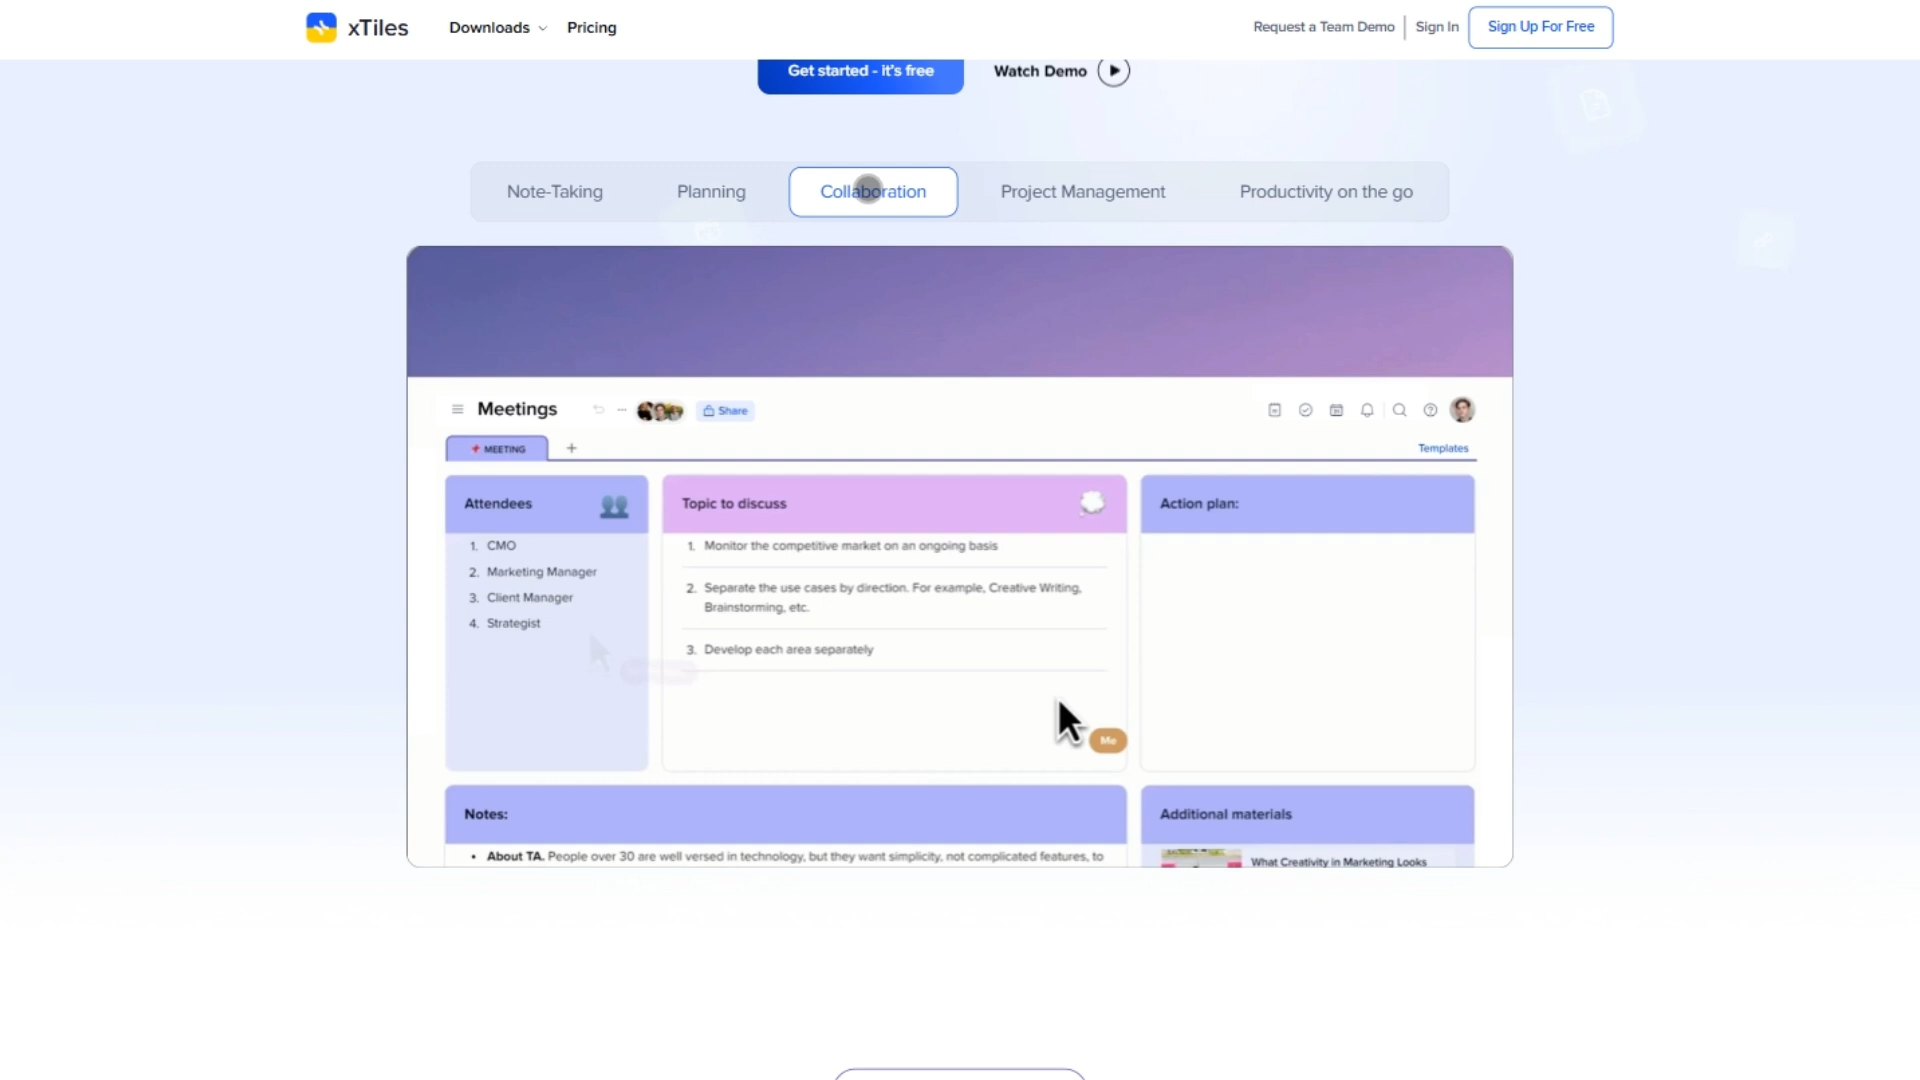 xTiles
Downloads
Pricing
Request a Team Demo
Sign In
Sign Up For Free
Get started - it's free
Watch Demo
Note-Taking
Planning
Collaboration
Project Management
Productivity on the go
Meetings
Share
MEETING
+
Templates
Attendees
1. CMO
2. Marketing Manager
3. Client Manager
4. Strategist
Topic to discuss
1. Monitor the competitive market on an ongoing basis
2. Separate the use cases by direction. For example, Creative Writing,
Brainstorming, etc.
3. Develop each area separately
Me
Action plan:
Notes:
• About TA. People over 30 are well versed in technology, but they want simplicity, not complicated features, to
Additional materials
What Creativity in Marketing Looks